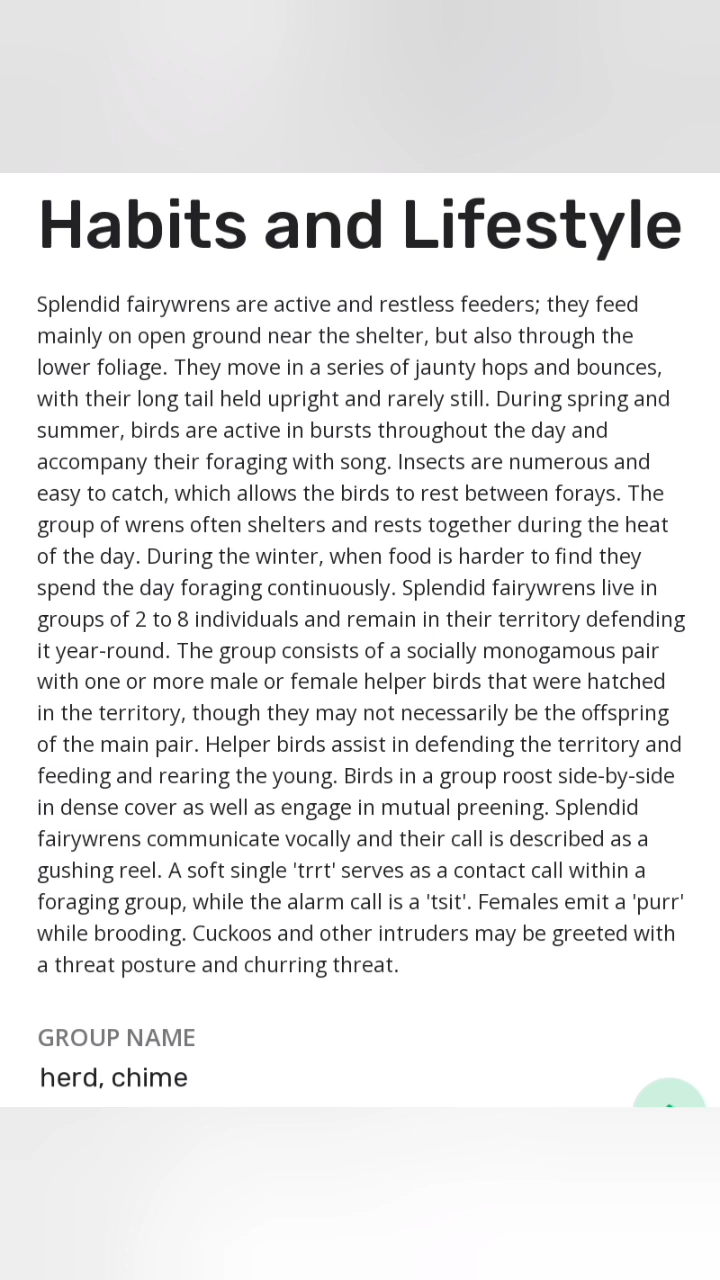 Habits and Lifestyle
Splendid fairywrens are active and restless feeders; they feed
mainly on open ground near the shelter, but also through the
lower foliage. They move in a series of jaunty hops and bounces,
with their long tail held upright and rarely still. During spring and
summer, birds are active in bursts throughout the day and
accompany their foraging with song. Insects are numerous and
easy to catch, which allows the birds to rest between forays. The
group of wrens often shelters and rests together during the heat
of the day. During the winter, when food is harder to find they
spend the day foraging continuously. Splendid fairywrens live in
groups of 2 to 8 individuals and remain in their territory defending
it year-round. The group consists of a socially monogamous pair
with one or more male or female helper birds that were hatched
in the territory, though they may not necessarily be the offspring
of the main pair. Helper birds assist in defending the territory and
feeding and rearing the young. Birds in a group roost side-by-side
in dense cover as well as engage in mutual preening. Splendid
fairywrens communicate vocally and their call is described as a
gushing reel. A soft single 'trrt' serves as a contact call within a
foraging group, while the alarm call is a 'tsit'. Females emit a 'purr'
while brooding. Cuckoos and other intruders may be greeted with
a threat posture and churring threat.
GROUP NAME
herd, chime